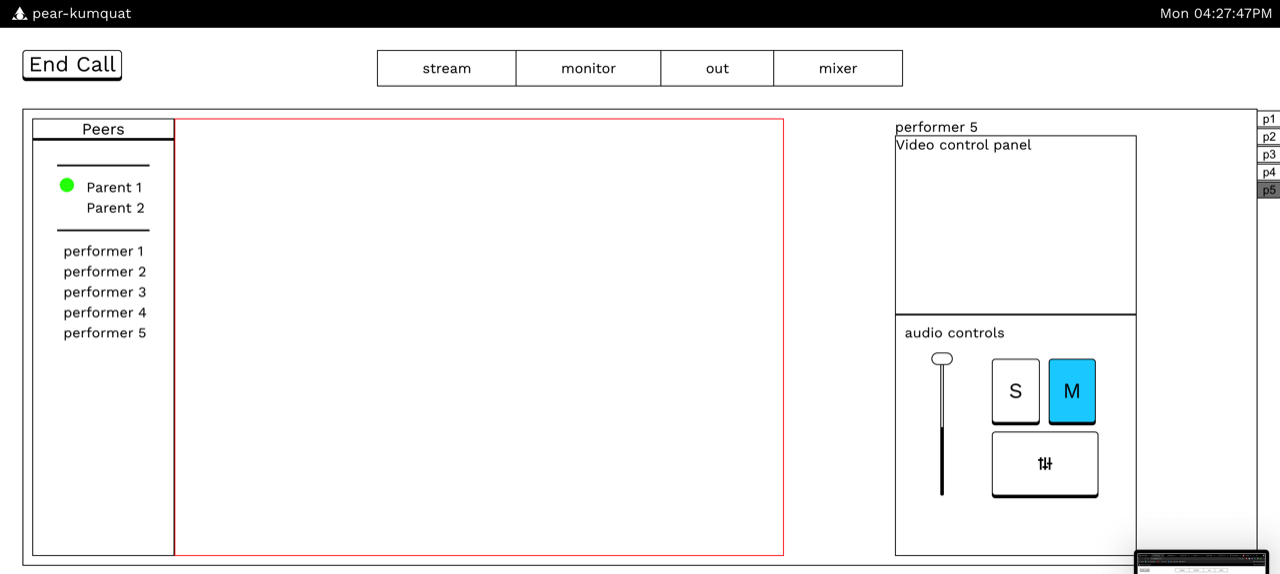 pear-kumquat
Mon 04:27:47PM
End Call
stream
monitor
out
mixer
Peers
Parent 1
Parent 2
performer 1
performer 2
performer 3
performer 4
performer 5
performer 5
Video control panel
audio controls
S
M
p1
p2
p3
p4
p5